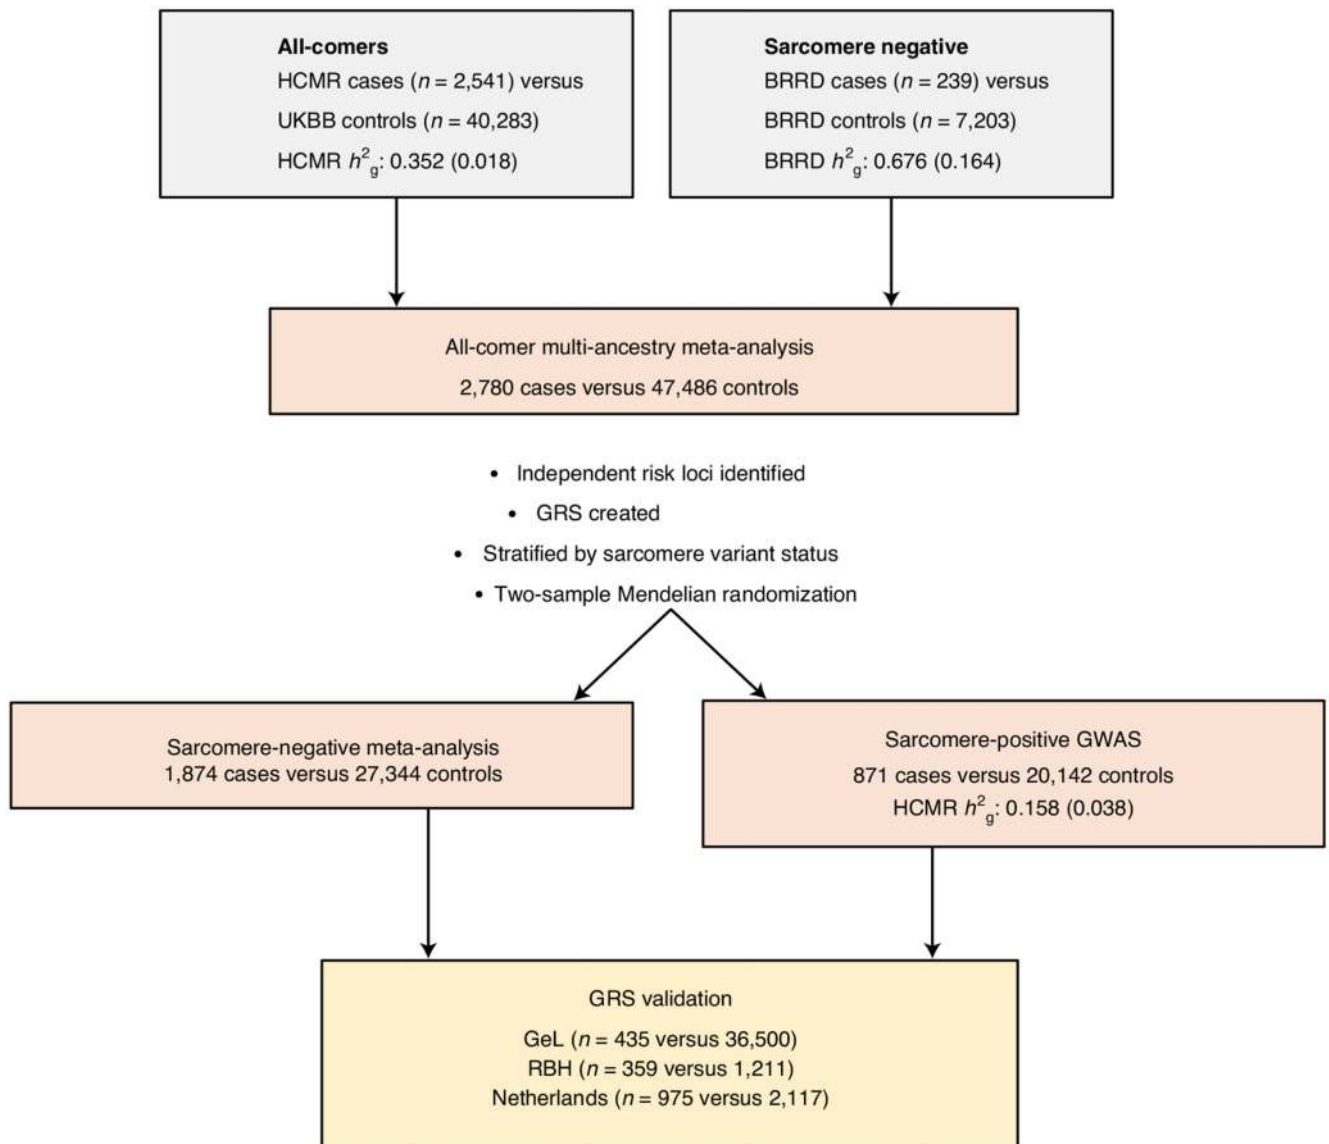 All-comers
HCMR cases (n = 2,541) versus
UKBB controls (n = 40,283)
HCMR h²g: 0.352 (0.018)
Sarcomere negative
BRRD cases (n = 239) versus
BRRD controls (n = 7,203)
BRRD h²g: 0.676 (0.164)
All-comer multi-ancestry meta-analysis
2,780 cases versus 47,486 controls
• Independent risk loci identified
• GRS created
• Stratified by sarcomere variant status
• Two-sample Mendelian randomization
Sarcomere-negative meta-analysis
1,874 cases versus 27,344 controls
Sarcomere-positive GWAS
871 cases versus 20,142 controls
HCMR h²g: 0.158 (0.038)
GRS validation
GeL (n = 435 versus 36,500)
RBH (n = 359 versus 1,211)
Netherlands (n = 975 versus 2,117)